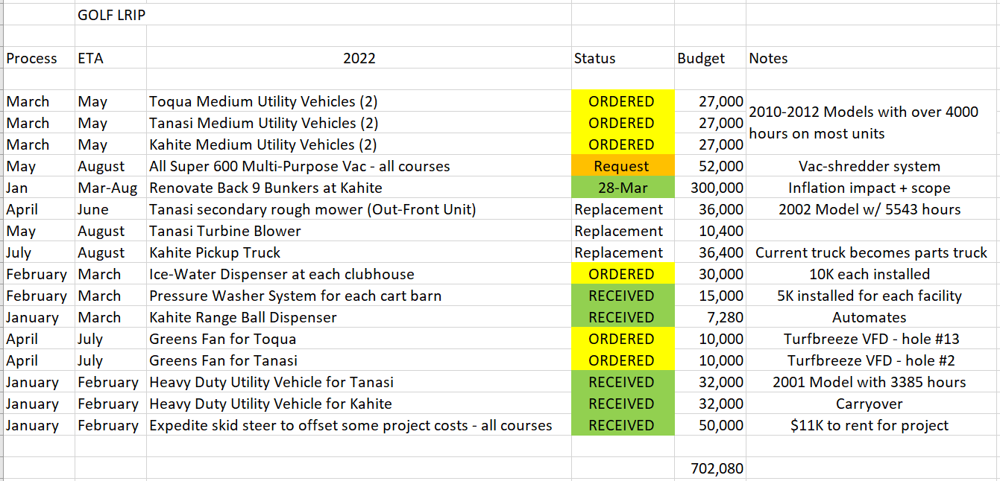 GOLF LRIP
Process ETA 2022 Status Budget Notes
March May Toqua Medium Utility Vehicles (2) ORDERED 27,000 2010-2012 Models with over 4000
March May Tanasi Medium Utility Vehicles (2) ORDERED 27,000 hours on most units
March May Kahite Medium Utility Vehicles (2) ORDERED 27,000
May August All Super 600 Multi-Purpose Vac - all courses Request 52,000 Vac-shredder system
Jan Mar-Aug Renovate Back 9 Bunkers at Kahite 28-Mar 300,000 Inflation impact + scope
April June Tanasi secondary rough mower (Out-Front Unit) Replacement 36,000 2002 Model w/ 5543 hours
May August Tanasi Turbine Blower Replacement 10,400
July August Kahite Pickup Truck Replacement 36,400 Current truck becomes parts truck
February March Ice-Water Dispenser at each clubhouse ORDERED 30,000 10K each installed
February March Pressure Washer System for each cart barn RECEIVED 15,000 5K installed for each facility
January March Kahite Range Ball Dispenser RECEIVED 7,280 Automates
April July Greens Fan for Toqua ORDERED 10,000 Turfbreeze VFD - hole #13
April July Greens Fan for Tanasi ORDERED 10,000 Turfbreeze VFD - hole #2
January February Heavy Duty Utility Vehicle for Tanasi RECEIVED 32,000 2001 Model with 3385 hours
January February Heavy Duty Utility Vehicle for Kahite RECEIVED 32,000 Carryover
January February Expedite skid steer to offset some project costs - all courses RECEIVED 50,000 $11K to rent for project
702,080